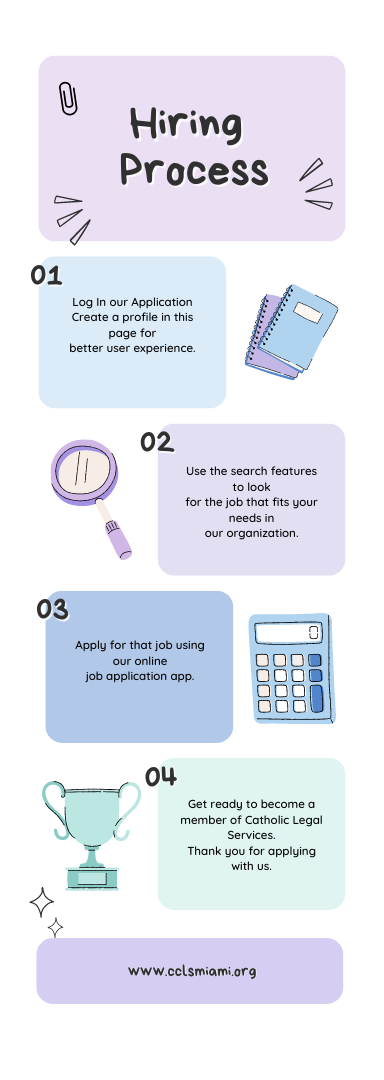 Hiring
Process
01
Log In our Application
Create a profile in this
page for
better user experience.
02
Use the search features
to look
for the job that fits your
needs in
our organization.
03
Apply for that job using
our online
job application app.
0
04
Get ready to become a
member of Catholic Legal
Services.
Thank you for applying
with us.
www.cclsmiami.org